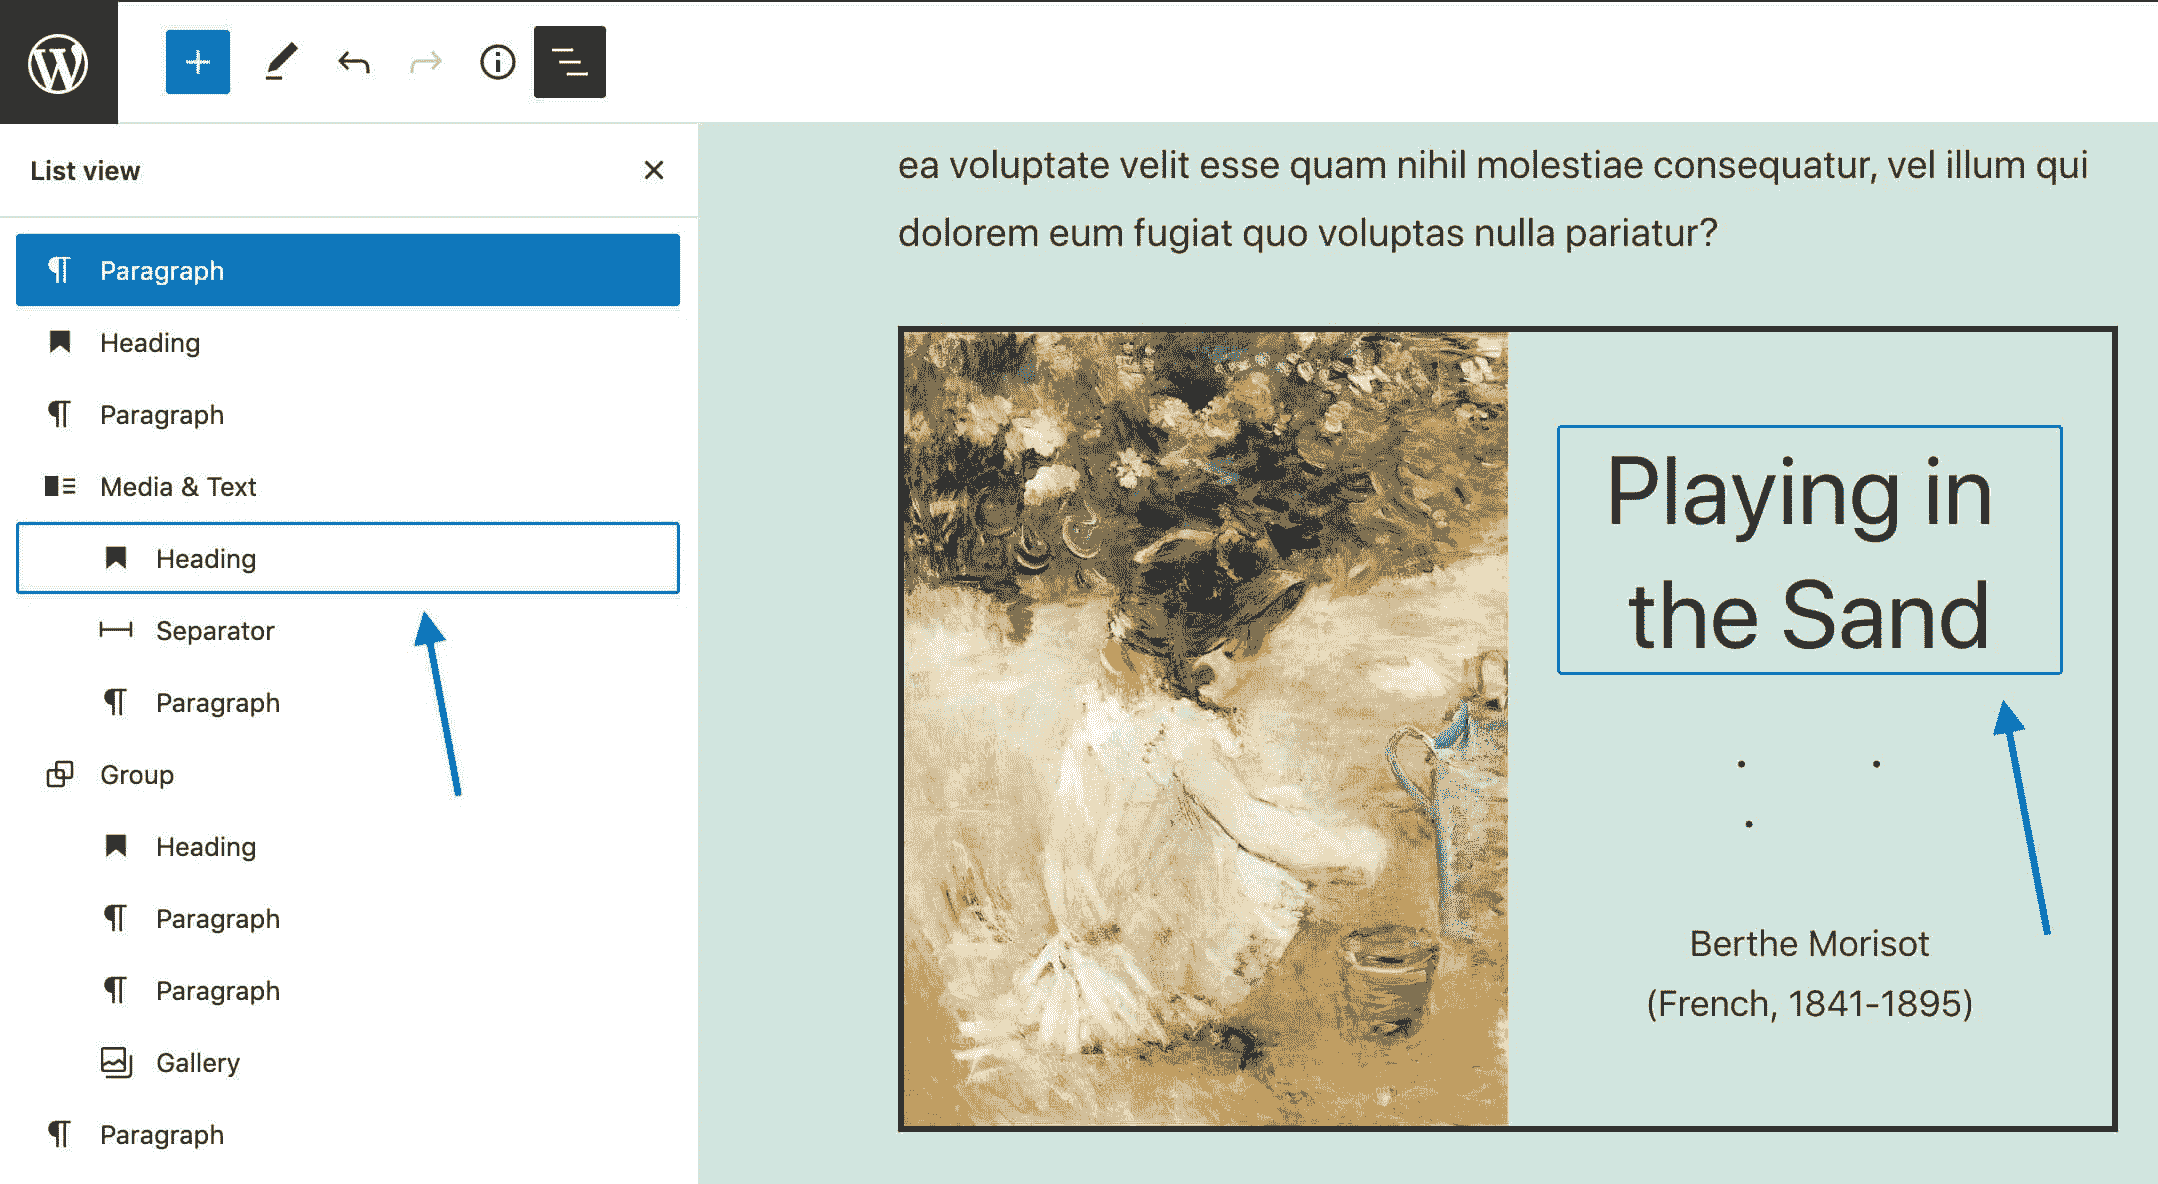 List view
Paragraph
Heading
Paragraph
Media & Text
Heading
Separator
Paragraph
Group
Heading
Paragraph
Paragraph
Gallery
Paragraph
ea voluptate velit esse quam nihil molestiae consequatur, vel illum qui
dolorem eum fugiat quo voluptas nulla pariatur?
Playing in
the Sand
Berthe Morisot
(French, 1841-1895)